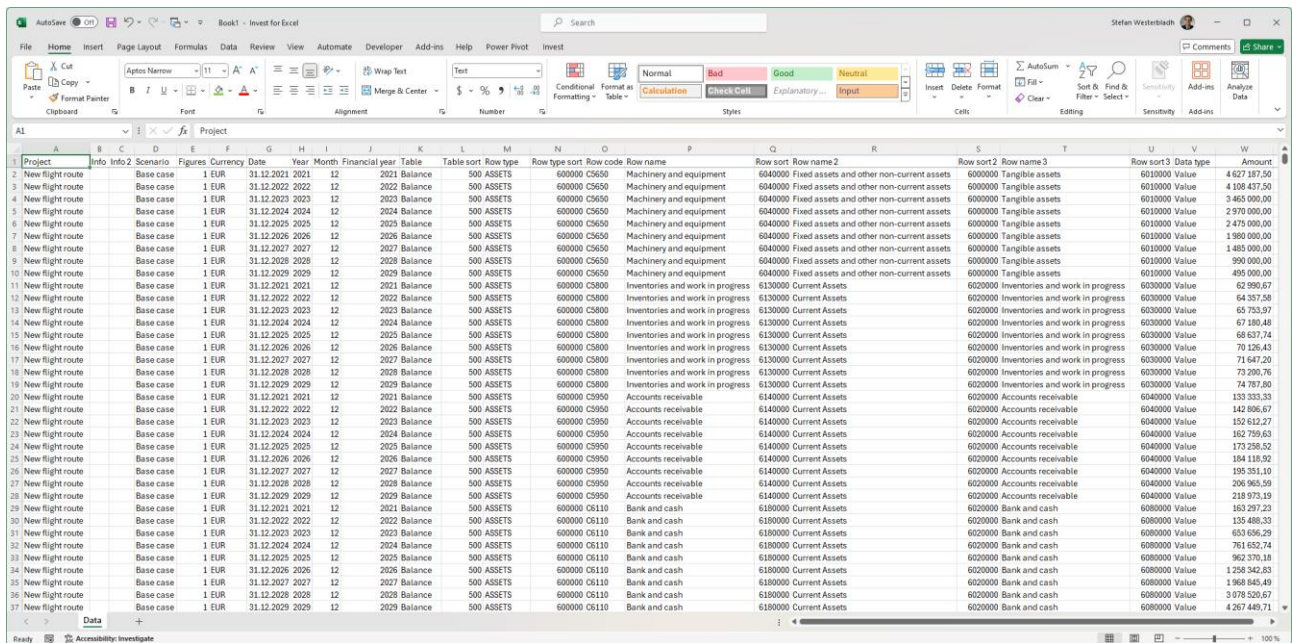 AutoSave Off Book1 - Invest for Excel Search Stefan Westerbladh
File Home Insert Page Layout Formulas Data Review View Automate Developer Add-ins Help Power Pivot Invest Comments Share
Cut Aptos Narrow 11 Wrap Text Text Normal Bad Good Neutral AutoSum
Copy Fill
Paste Format Painter B I U Merge & Center Conditional Formatting Format as Table Calculation Check Cell Explanatory ... Input Insert Delete Format Clear Sort & Filter Find & Select Sensitivity Add-ins Analyze Data
Clipboard Font Alignment Number Styles Cells Editing Sensitivity Add-ins
A1 fx Project
A B C D E F G H I J K L M N O P Q R S T U V W
1 Project Info Info 2 Scenario Figures Currency Date Year Month Financial year Table Table sort Row type Row type sort Row code Row name Row sort Row name 2 Row sort2 Row name 3 Row sort3 Data type Amount
2 New flight route Base case 1 EUR 31.12.2021 2021 12 2021 Balance 500 ASSETS 600000 C5650 Machinery and equipment 6040000 Fixed assets and other non-current assets 6000000 Tangible assets 6010000 Value 4 627 187,50
3 New flight route Base case 1 EUR 31.12.2022 2022 12 2022 Balance 500 ASSETS 600000 C5650 Machinery and equipment 6040000 Fixed assets and other non-current assets 6000000 Tangible assets 6010000 Value 4 108 437,50
4 New flight route Base case 1 EUR 31.12.2023 2023 12 2023 Balance 500 ASSETS 600000 C5650 Machinery and equipment 6040000 Fixed assets and other non-current assets 6000000 Tangible assets 6010000 Value 3 465 000,00
5 New flight route Base case 1 EUR 31.12.2024 2024 12 2024 Balance 500 ASSETS 600000 C5650 Machinery and equipment 6040000 Fixed assets and other non-current assets 6000000 Tangible assets 6010000 Value 2 970 000,00
6 New flight route Base case 1 EUR 31.12.2025 2025 12 2025 Balance 500 ASSETS 600000 C5650 Machinery and equipment 6040000 Fixed assets and other non-current assets 6000000 Tangible assets 6010000 Value 2 475 000,00
7 New flight route Base case 1 EUR 31.12.2026 2026 12 2026 Balance 500 ASSETS 600000 C5650 Machinery and equipment 6040000 Fixed assets and other non-current assets 6000000 Tangible assets 6010000 Value 1 980 000,00
8 New flight route Base case 1 EUR 31.12.2027 2027 12 2027 Balance 500 ASSETS 600000 C5650 Machinery and equipment 6040000 Fixed assets and other non-current assets 6000000 Tangible assets 6010000 Value 1 485 000,00
9 New flight route Base case 1 EUR 31.12.2028 2028 12 2028 Balance 500 ASSETS 600000 C5650 Machinery and equipment 6040000 Fixed assets and other non-current assets 6000000 Tangible assets 6010000 Value 990 000,00
10 New flight route Base case 1 EUR 31.12.2029 2029 12 2029 Balance 500 ASSETS 600000 C5650 Machinery and equipment 6040000 Fixed assets and other non-current assets 6000000 Tangible assets 6010000 Value 495 000,00
11 New flight route Base case 1 EUR 31.12.2021 2021 12 2021 Balance 500 ASSETS 600000 C5800 Inventories and work in progress 6130000 Current Assets 6020000 Inventories and work in progress 6030000 Value 62 990,67
12 New flight route Base case 1 EUR 31.12.2022 2022 12 2022 Balance 500 ASSETS 600000 C5800 Inventories and work in progress 6130000 Current Assets 6020000 Inventories and work in progress 6030000 Value 64 357,58
13 New flight route Base case 1 EUR 31.12.2023 2023 12 2023 Balance 500 ASSETS 600000 C5800 Inventories and work in progress 6130000 Current Assets 6020000 Inventories and work in progress 6030000 Value 65 753,97
14 New flight route Base case 1 EUR 31.12.2024 2024 12 2024 Balance 500 ASSETS 600000 C5800 Inventories and work in progress 6130000 Current Assets 6020000 Inventories and work in progress 6030000 Value 67 180,48
15 New flight route Base case 1 EUR 31.12.2025 2025 12 2025 Balance 500 ASSETS 600000 C5800 Inventories and work in progress 6130000 Current Assets 6020000 Inventories and work in progress 6030000 Value 68 637,74
16 New flight route Base case 1 EUR 31.12.2026 2026 12 2026 Balance 500 ASSETS 600000 C5800 Inventories and work in progress 6130000 Current Assets 6020000 Inventories and work in progress 6030000 Value 70 126,43
17 New flight route Base case 1 EUR 31.12.2027 2027 12 2027 Balance 500 ASSETS 600000 C5800 Inventories and work in progress 6130000 Current Assets 6020000 Inventories and work in progress 6030000 Value 71 647,20
18 New flight route Base case 1 EUR 31.12.2028 2028 12 2028 Balance 500 ASSETS 600000 C5800 Inventories and work in progress 6130000 Current Assets 6020000 Inventories and work in progress 6030000 Value 73 200,76
19 New flight route Base case 1 EUR 31.12.2029 2029 12 2029 Balance 500 ASSETS 600000 C5800 Inventories and work in progress 6130000 Current Assets 6020000 Inventories and work in progress 6030000 Value 74 787,80
20 New flight route Base case 1 EUR 31.12.2021 2021 12 2021 Balance 500 ASSETS 600000 C5950 Accounts receivable 6140000 Current Assets 6020000 Accounts receivable 6040000 Value 133 333,33
21 New flight route Base case 1 EUR 31.12.2022 2022 12 2022 Balance 500 ASSETS 600000 C5950 Accounts receivable 6140000 Current Assets 6020000 Accounts receivable 6040000 Value 142 806,67
22 New flight route Base case 1 EUR 31.12.2023 2023 12 2023 Balance 500 ASSETS 600000 C5950 Accounts receivable 6140000 Current Assets 6020000 Accounts receivable 6040000 Value 152 612,27
23 New flight route Base case 1 EUR 31.12.2024 2024 12 2024 Balance 500 ASSETS 600000 C5950 Accounts receivable 6140000 Current Assets 6020000 Accounts receivable 6040000 Value 162 759,63
24 New flight route Base case 1 EUR 31.12.2025 2025 12 2025 Balance 500 ASSETS 600000 C5950 Accounts receivable 6140000 Current Assets 6020000 Accounts receivable 6040000 Value 173 258,52
25 New flight route Base case 1 EUR 31.12.2026 2026 12 2026 Balance 500 ASSETS 600000 C5950 Accounts receivable 6140000 Current Assets 6020000 Accounts receivable 6040000 Value 184 118,92
26 New flight route Base case 1 EUR 31.12.2027 2027 12 2027 Balance 500 ASSETS 600000 C5950 Accounts receivable 6140000 Current Assets 6020000 Accounts receivable 6040000 Value 195 351,10
27 New flight route Base case 1 EUR 31.12.2028 2028 12 2028 Balance 500 ASSETS 600000 C5950 Accounts receivable 6140000 Current Assets 6020000 Accounts receivable 6040000 Value 206 965,59
28 New flight route Base case 1 EUR 31.12.2029 2029 12 2029 Balance 500 ASSETS 600000 C5950 Accounts receivable 6140000 Current Assets 6020000 Accounts receivable 6040000 Value 218 973,19
29 New flight route Base case 1 EUR 31.12.2021 2021 12 2021 Balance 500 ASSETS 600000 C6110 Bank and cash 6180000 Current Assets 6020000 Bank and cash 6080000 Value 163 297,23
30 New flight route Base case 1 EUR 31.12.2022 2022 12 2022 Balance 500 ASSETS 600000 C6110 Bank and cash 6180000 Current Assets 6020000 Bank and cash 6080000 Value 135 488,33
31 New flight route Base case 1 EUR 31.12.2023 2023 12 2023 Balance 500 ASSETS 600000 C6110 Bank and cash 6180000 Current Assets 6020000 Bank and cash 6080000 Value 653 656,29
32 New flight route Base case 1 EUR 31.12.2024 2024 12 2024 Balance 500 ASSETS 600000 C6110 Bank and cash 6180000 Current Assets 6020000 Bank and cash 6080000 Value 761 652,74
33 New flight route Base case 1 EUR 31.12.2025 2025 12 2025 Balance 500 ASSETS 600000 C6110 Bank and cash 6180000 Current Assets 6020000 Bank and cash 6080000 Value 962 370,18
34 New flight route Base case 1 EUR 31.12.2026 2026 12 2026 Balance 500 ASSETS 600000 C6110 Bank and cash 6180000 Current Assets 6020000 Bank and cash 6080000 Value 1 258 342,83
35 New flight route Base case 1 EUR 31.12.2027 2027 12 2027 Balance 500 ASSETS 600000 C6110 Bank and cash 6180000 Current Assets 6020000 Bank and cash 6080000 Value 1 968 845,49
36 New flight route Base case 1 EUR 31.12.2028 2028 12 2028 Balance 500 ASSETS 600000 C6110 Bank and cash 6180000 Current Assets 6020000 Bank and cash 6080000 Value 3 078 520,67
37 New flight route Base case 1 EUR 31.12.2029 2029 12 2029 Balance 500 ASSETS 600000 C6110 Bank and cash 6180000 Current Assets 6020000 Bank and cash 6080000 Value 4 267 449,71
Data
Ready Accessibility: Investigate 100 %